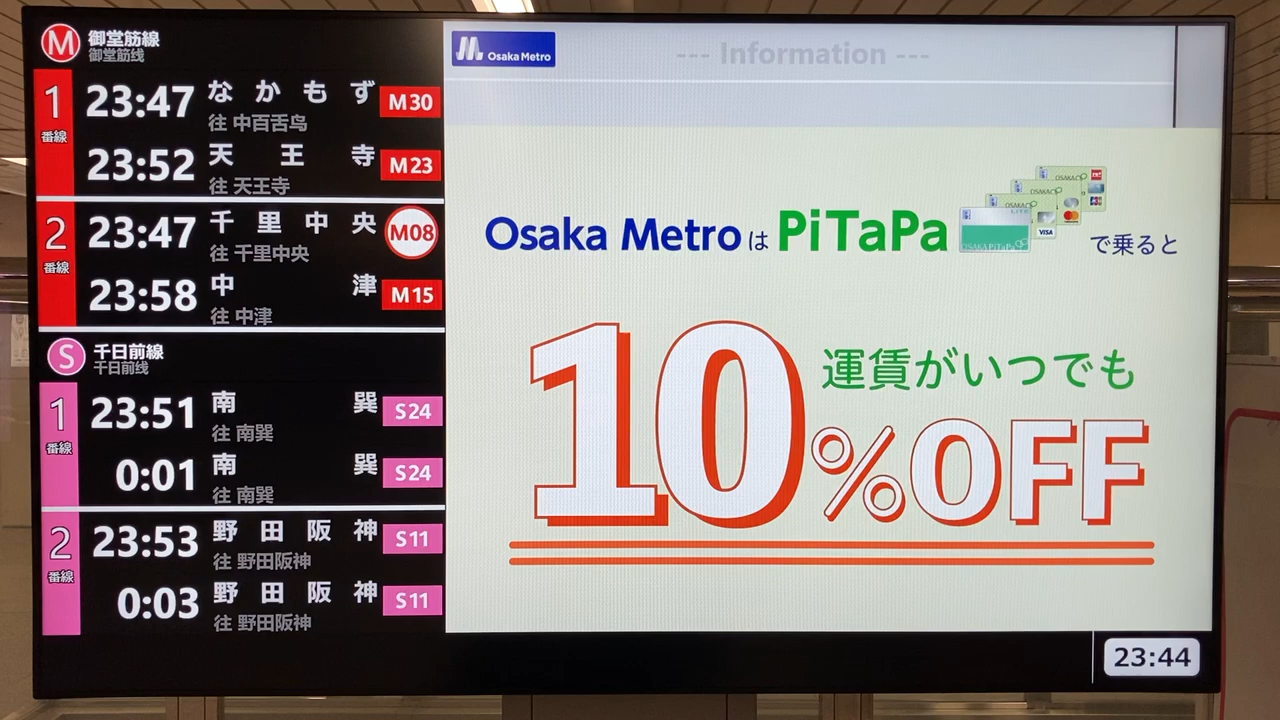 M 御堂筋線
御堂筋线
1 番線
23:47 なかもず M30
往 中百舌鸟
23:52 天王寺 M23
往 天王寺
2 番線
23:47 千里中央 M08
往 千里中央
23:58 中津 M15
往 中津
S 千日前線
千日前线
1 番線
23:51 南巽 S24
往 南巽
0:01 南巽 S24
往 南巽
2 番線
23:53 野田阪神 S11
往 野田阪神
0:03 野田阪神 S11
往 野田阪神
Osaka Metro
--- Information ---
Osaka Metro は PiTaPa で乗ると
OSAKA PiTaPa
LiTE
VISA
JCB
運賃がいつでも
10%OFF
23:44